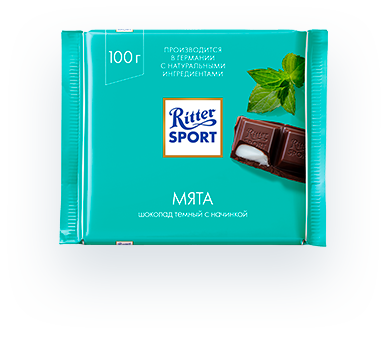 100 г
ПРОИЗВОДИТСЯ
В ГЕРМАНИИ
С НАТУРАЛЬНЫМИ
ИНГРЕДИЕНТАМИ
Ritter
SPORT
МЯТА
шоколад темный с начинкой